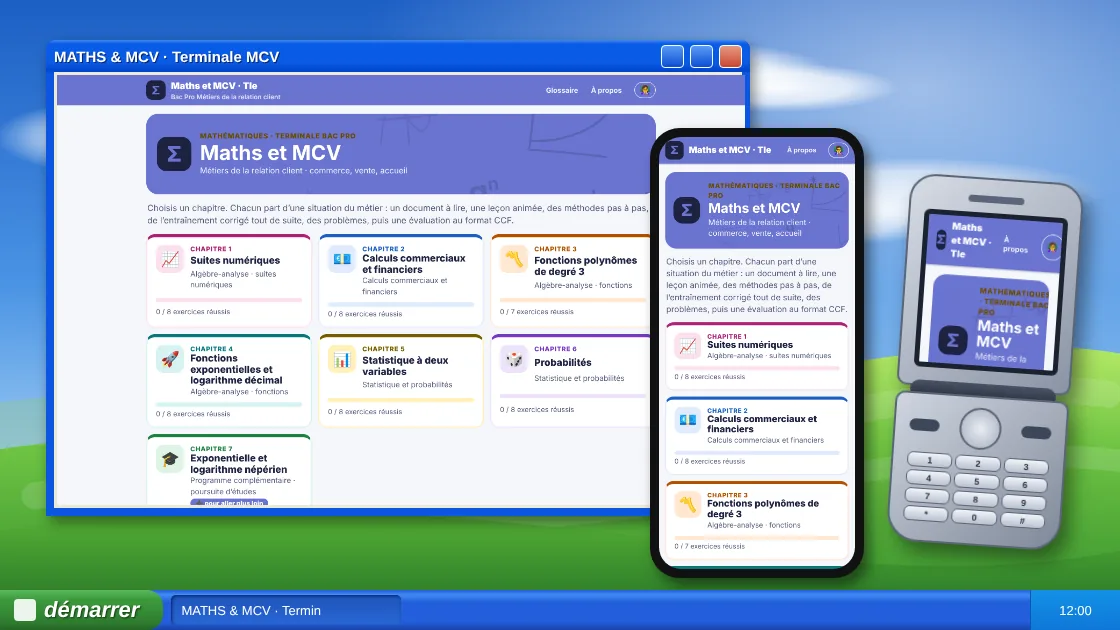 MATHS & MCV · Terminale MCV
Σ
Maths et MCV · Tle
Bac Pro Métiers de la relation client
Glossaire
À propos
Σ
MATHÉMATIQUES · TERMINALE BAC PRO
Maths et MCV
Métiers de la relation client · commerce, vente, accueil
Choisis un chapitre. Chacun part d'une situation du métier : un document à lire, une leçon animée, des méthodes pas à pas,
de l'entraînement corrigé tout de suite, des problèmes, puis une évaluation au format CCF.
CHAPITRE 1
Suites numériques
Algèbre-analyse · suites
numériques
0 / 8 exercices réussis
CHAPITRE 2
Calculs commerciaux
et financiers
Calculs commerciaux et
financiers
0 / 8 exercices réussis
CHAPITRE 3
Fonctions polynômes
de degré 3
Algèbre-analyse · fonctions
0 / 7 exercices réussis
CHAPITRE 4
Fonctions
exponentielles et
logarithme décimal
Algèbre-analyse · fonctions
0 / 8 exercices réussis
CHAPITRE 5
Statistique à deux
variables
Statistique et probabilités
0 / 8 exercices réussis
CHAPITRE 6
Probabilités
Statistique et probabilités
0 / 8 exercices réussis
CHAPITRE 7
Exponentielle et
logarithme népérien
Programme complémentaire ·
poursuite d'études
pour aller plus loin
Σ
Maths et MCV · Tle
À propos
Σ
MATHÉMATIQUES · TERMINALE BAC
PRO
Maths et MCV
Métiers de la relation client ·
commerce, vente, accueil
Choisis un chapitre. Chacun part d'une
situation du métier : un document à lire, une
leçon animée, des méthodes pas à pas, de
l'entraînement corrigé tout de suite, des
problèmes, puis une évaluation au format CCF.
CHAPITRE 1
Suites numériques
Algèbre-analyse · suites numériques
0 / 8 exercices réussis
CHAPITRE 2
Calculs commerciaux et
financiers
Calculs commerciaux et financiers
0 / 8 exercices réussis
CHAPITRE 3
Fonctions polynômes de
degré 3
Algèbre-analyse · fonctions
0 / 7 exercices réussis
Σ
Maths
et MCV ·
Tle
À
propos
Σ
MATHÉMATIQUES
· TERMINALE BAC
PRO
Maths et
MCV
Métiers de la
1 2 3
4 5 6
7 8 9
* 0 #
démarrer
MATHS & MCV · Termin
12:00